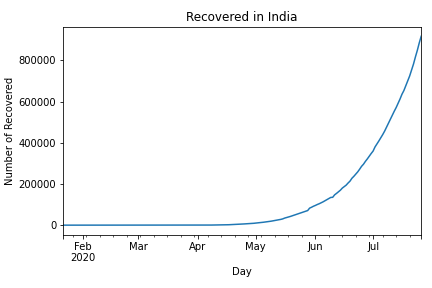 Recovered in India
Number of Recovered
800000
600000
400000
200000
0
Feb Mar Apr May Jun Jul
2020
Day